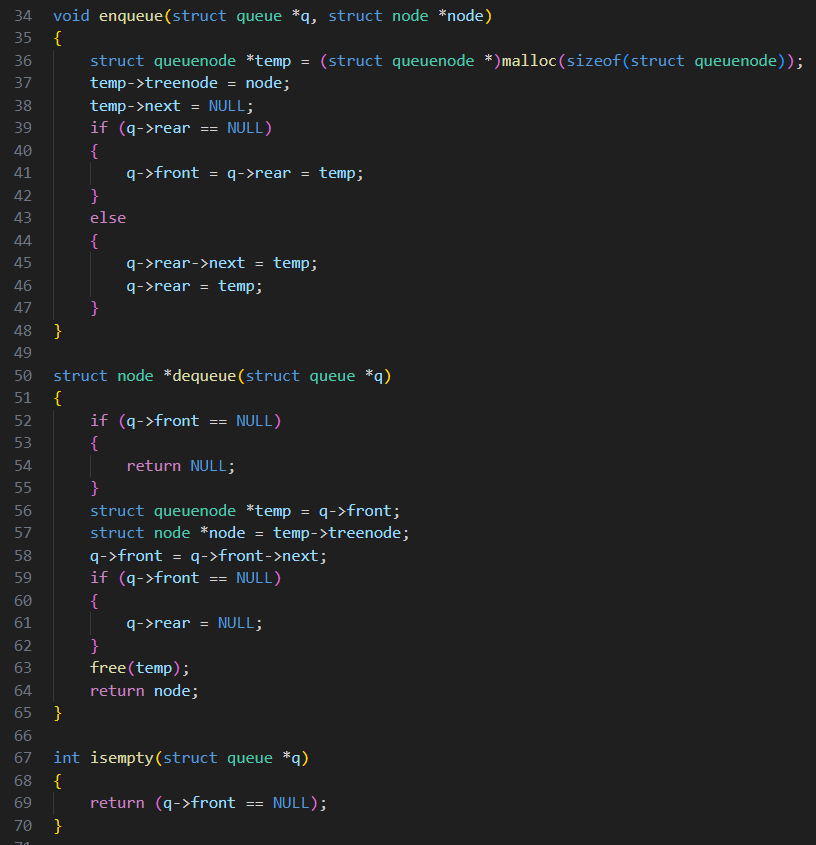 34 void enqueue(struct queue *q, struct node *node)
35 {
36     struct queuenode *temp = (struct queuenode *)malloc(sizeof(struct queuenode));
37     temp->treenode = node;
38     temp->next = NULL;
39     if (q->rear == NULL)
40     {
41         q->front = q->rear = temp;
42     }
43     else
44     {
45         q->rear->next = temp;
46         q->rear = temp;
47     }
48 }
49
50 struct node *dequeue(struct queue *q)
51 {
52     if (q->front == NULL)
53     {
54         return NULL;
55     }
56     struct queuenode *temp = q->front;
57     struct node *node = temp->treenode;
58     q->front = q->front->next;
59     if (q->front == NULL)
60     {
61         q->rear = NULL;
62     }
63     free(temp);
64     return node;
65 }
66
67 int isempty(struct queue *q)
68 {
69     return (q->front == NULL);
70 }